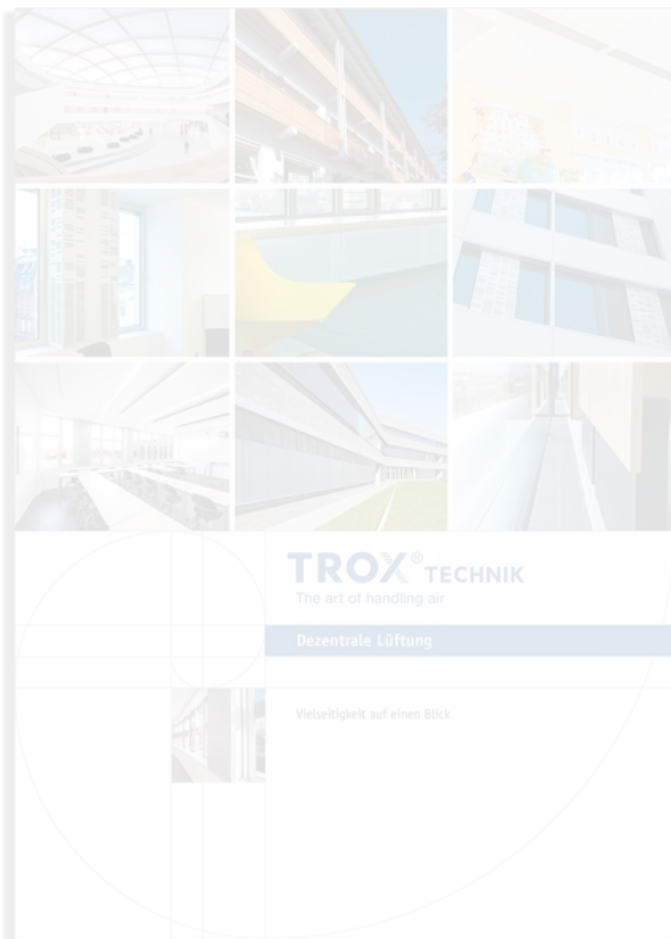 TROX® TECHNIK
The art of handling air
Dezentrale Lüftung
Vielseitigkeit auf einen Blick